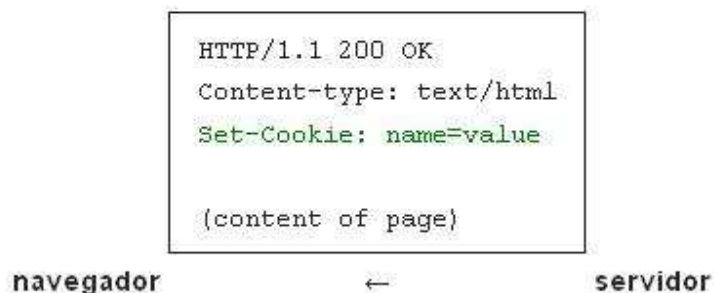 HTTP/1.1 200 OK
Content-type: text/html
Set-Cookie: name=value
(content of page)
navegador ← servidor